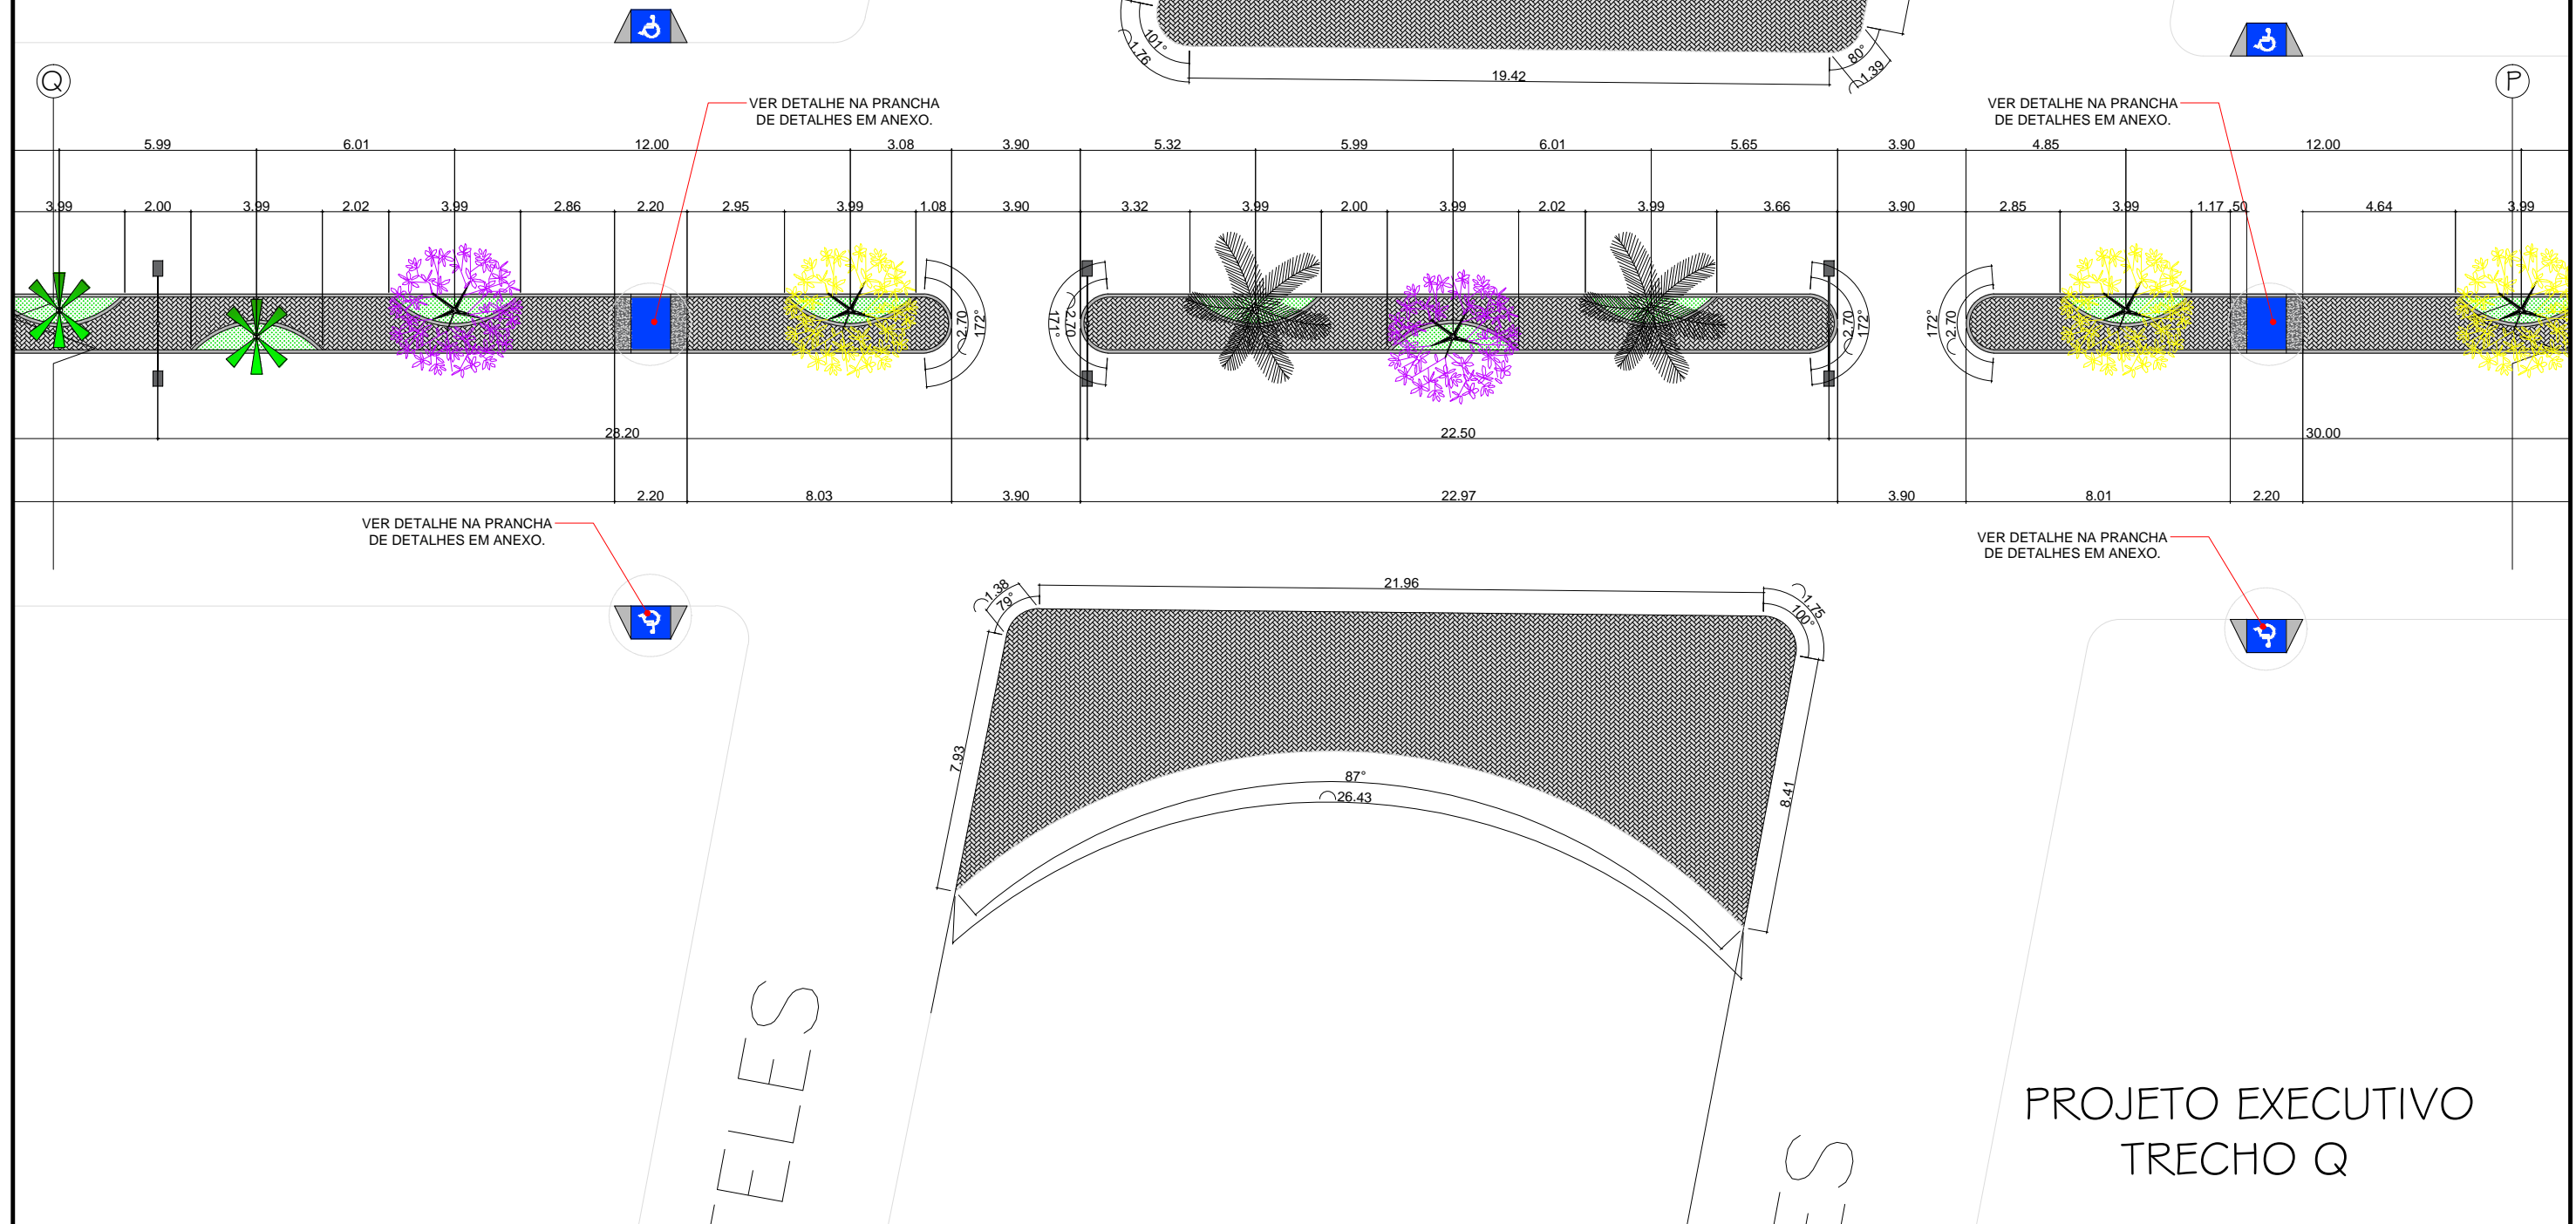 101°
1.76
19.42
80°
1.39
Q
P
VER DETALHE NA PRANCHA
DE DETALHES EM ANEXO.
VER DETALHE NA PRANCHA
DE DETALHES EM ANEXO.
5.99 6.01 12.00 3.08 3.90 5.32 5.99 6.01 5.65 3.90 4.85 12.00
3.99 2.00 3.99 2.02 3.99 2.86 2.20 2.95 3.99 1.08 3.90 3.32 3.99 2.00 3.99 2.02 3.99 3.66 3.90 2.85 3.99 1.17 .50 4.64 3.99
2.70 172° 171° 2.70 2.70 172° 172° 2.70
28.20 22.50 30.00
2.20 8.03 3.90 22.97 3.90 8.01 2.20
VER DETALHE NA PRANCHA
DE DETALHES EM ANEXO.
VER DETALHE NA PRANCHA
DE DETALHES EM ANEXO.
1.38
79°
21.96
1.75
100°
7.93
8.41
87°
26.43
ELES
ES
PROJETO EXECUTIVO
TRECHO Q